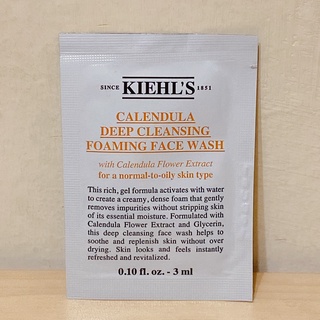 SINCE KIEHL'S 1851
CALENDULA
DEEP CLEANSING
FOAMING FACE WASH
with Calendula Flower Extract
for a normal-to-oily skin type
This rich, gel formula activates with water
to create a creamy, dense foam that gently
removes impurities without stripping skin
of its essential moisture. Formulated with
Calendula Flower Extract and Glycerin,
this deep cleansing face wash helps to
soothe and replenish skin without over
drying. Skin looks and feels instantly
refreshed and revitalized.
0.10 fl. oz. - 3 ml